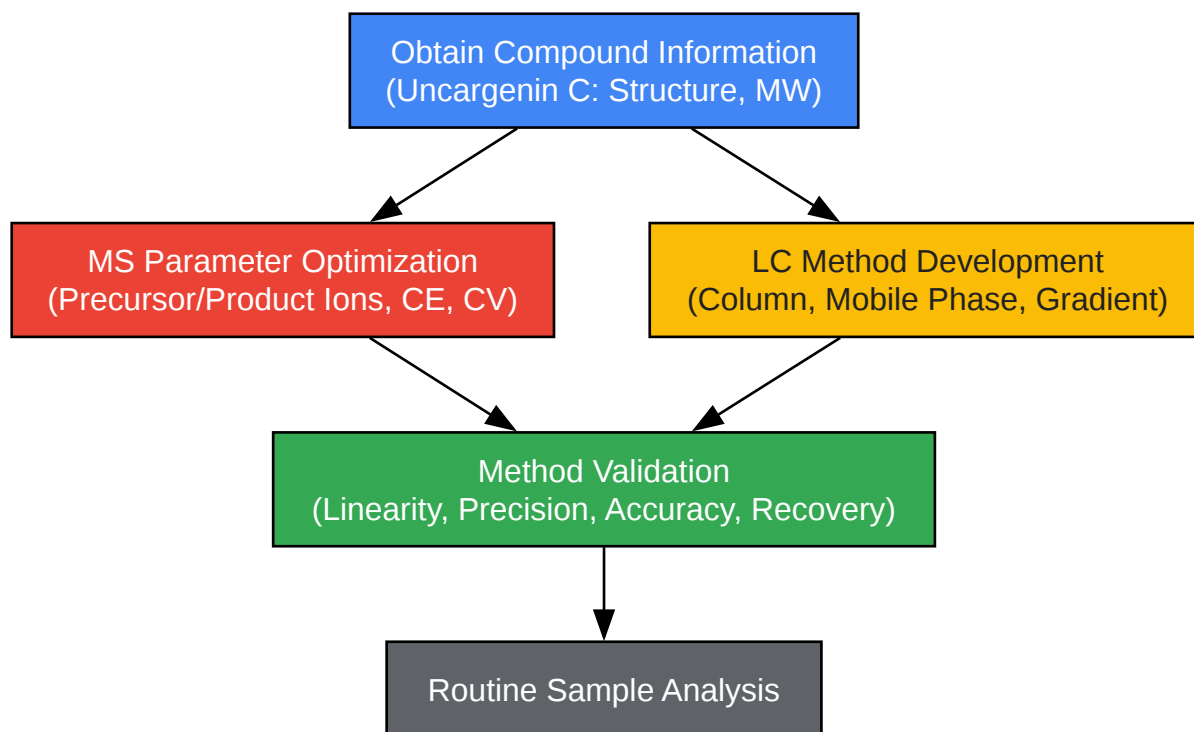 Obtain Compound Information
(Uncargenin C: Structure, MW)
MS Parameter Optimization
(Precursor/Product Ions, CE, CV)
LC Method Development
(Column, Mobile Phase, Gradient)
Method Validation
(Linearity, Precision, Accuracy, Recovery)
Routine Sample Analysis